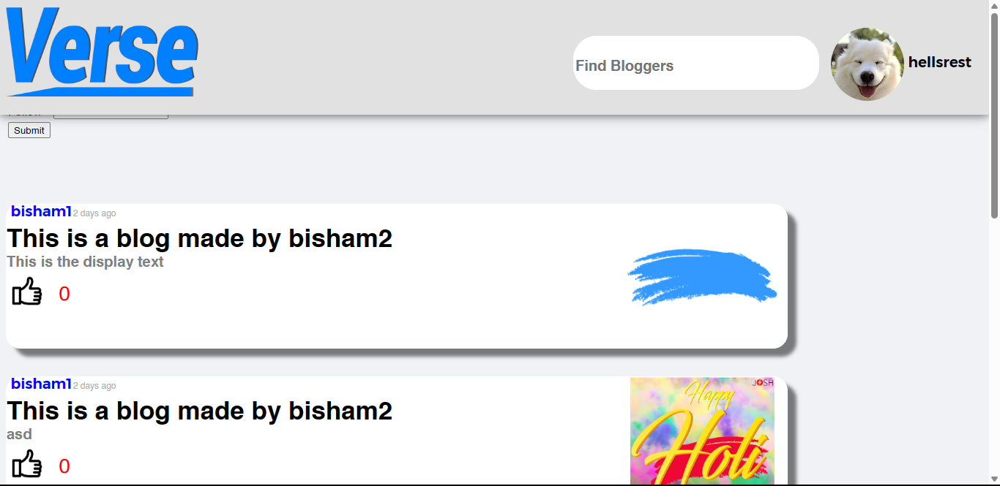 Verse
Find Bloggers
hellsrest
Submit
bisham1 2 days ago
This is a blog made by bisham2
This is the display text
0
bisham1 2 days ago
This is a blog made by bisham2
asd
0
JOSH
Happy
Holi